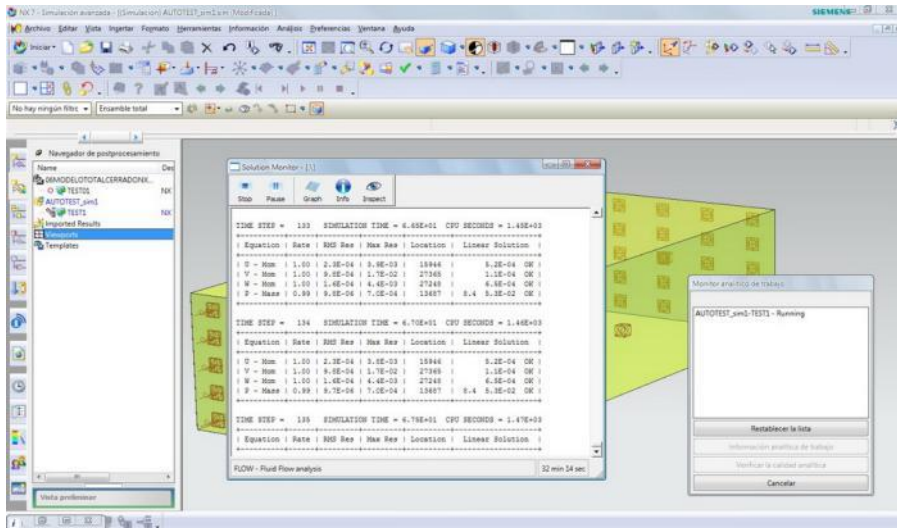 NX 7 - Simulación avanzada - [(Simulación) AUTOTEST_sim1.sim (Modificada)]
SIEMENS
Archivo Editar Vista Insertar Formato Herramientas Información Análisis Preferencias Ventana Ayuda
Iniciar
No hay ningún filtro Ensamble total
Navegador de postprocesamiento
Name Des
06MODELOTOTALCERRADONX...
TEST01 NX
AUTOTEST_sim1
TEST1 NX
Imported Results
Viewports
Templates
Vista preliminar
Solution Monitor - [\]
Stop Pause Graph Info Inspect
TIME STEP = 133 SIMULATION TIME = 6.65E+01 CPU SECONDS = 1.45E+03
| Equation | Rate | RMS Res | Max Res | Location | Linear Solution |
| U - Mom | 1.00 | 2.3E-04 | 3.8E-03 | 15946 | 5.2E-04 OK |
| V - Mom | 1.00 | 9.8E-04 | 1.7E-02 | 27365 | 1.1E-04 OK |
| W - Mom | 1.00 | 1.6E-04 | 4.4E-03 | 27248 | 6.5E-04 OK |
| P - Mass | 0.99 | 9.8E-06 | 7.0E-04 | 13687 | 8.4 5.3E-02 OK |
TIME STEP = 134 SIMULATION TIME = 6.70E+01 CPU SECONDS = 1.46E+03
| Equation | Rate | RMS Res | Max Res | Location | Linear Solution |
| U - Mom | 1.00 | 2.3E-04 | 3.8E-03 | 15946 | 5.2E-04 OK |
| V - Mom | 1.00 | 9.8E-04 | 1.7E-02 | 27365 | 1.1E-04 OK |
| W - Mom | 1.00 | 1.6E-04 | 4.4E-03 | 27248 | 6.5E-04 OK |
| P - Mass | 0.99 | 9.7E-06 | 7.0E-04 | 13687 | 8.4 5.3E-02 OK |
TIME STEP = 135 SIMULATION TIME = 6.75E+01 CPU SECONDS = 1.47E+03
| Equation | Rate | RMS Res | Max Res | Location | Linear Solution |
FLOW - Fluid Flow analysis 32 min 14 sec
Monitor analítico de trabajo
AUTOTEST_sim1-TEST1 - Running
Restablecer la lista
Información analítica de trabajo
Verificar la calidad analítica
Cancelar